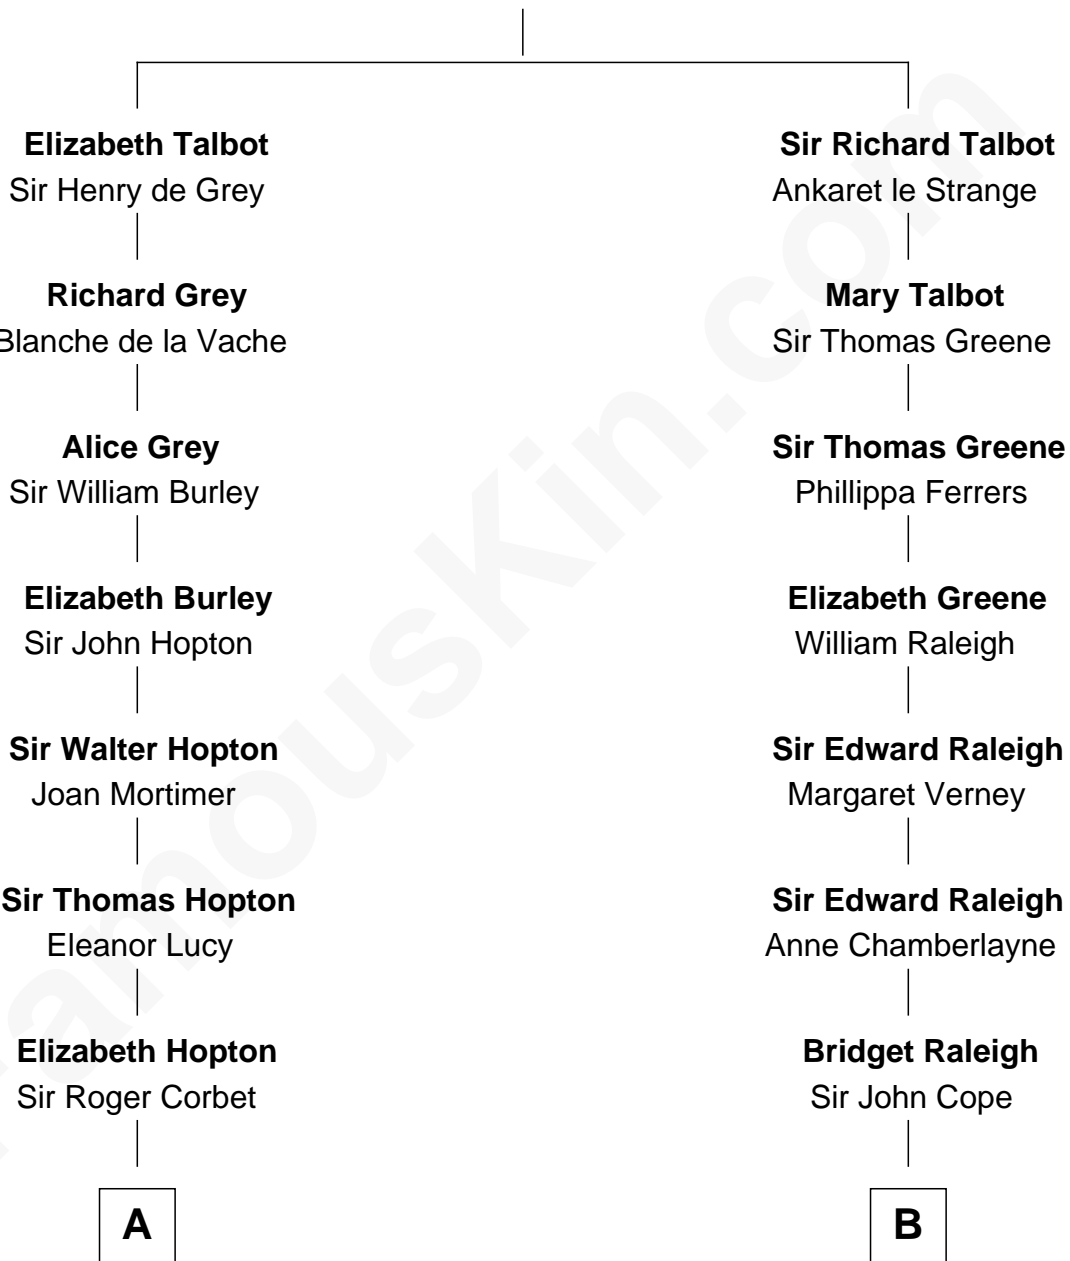 Elizabeth Talbot
Sir Henry de Grey
Richard Grey
Blanche de la Vache
Alice Grey
Sir William Burley
Elizabeth Burley
Sir John Hopton
Sir Walter Hopton
Joan Mortimer
Sir Thomas Hopton
Eleanor Lucy
Elizabeth Hopton
Sir Roger Corbet
A
Sir Richard Talbot
Ankaret le Strange
Mary Talbot
Sir Thomas Greene
Sir Thomas Greene
Phillippa Ferrers
Elizabeth Greene
William Raleigh
Sir Edward Raleigh
Margaret Verney
Sir Edward Raleigh
Anne Chamberlayne
Bridget Raleigh
Sir John Cope
B
FamousKin.com